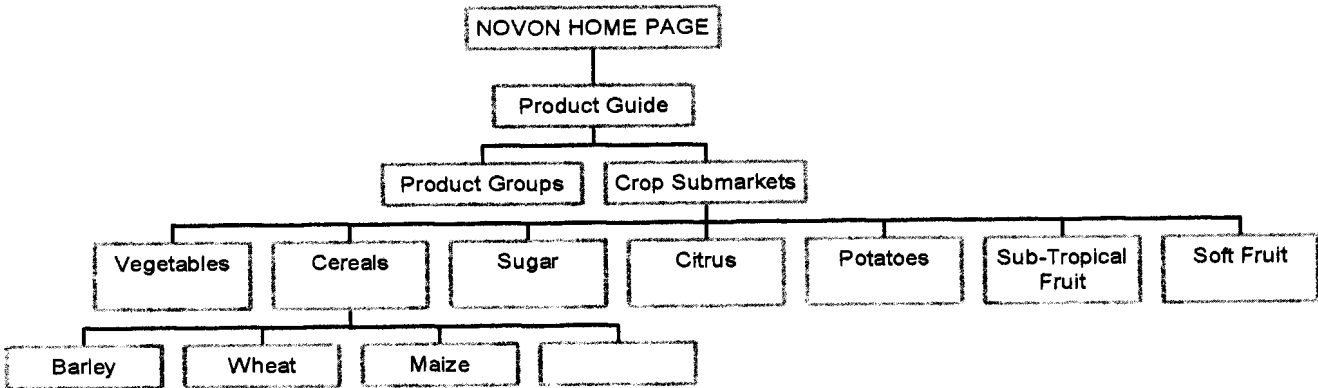 NOVON HOME PAGE
Product Guide
Product Groups
Crop Submarkets
Vegetables
Cereals
Sugar
Citrus
Potatoes
Sub-Tropical
Fruit
Soft Fruit
Barley
Wheat
Maize